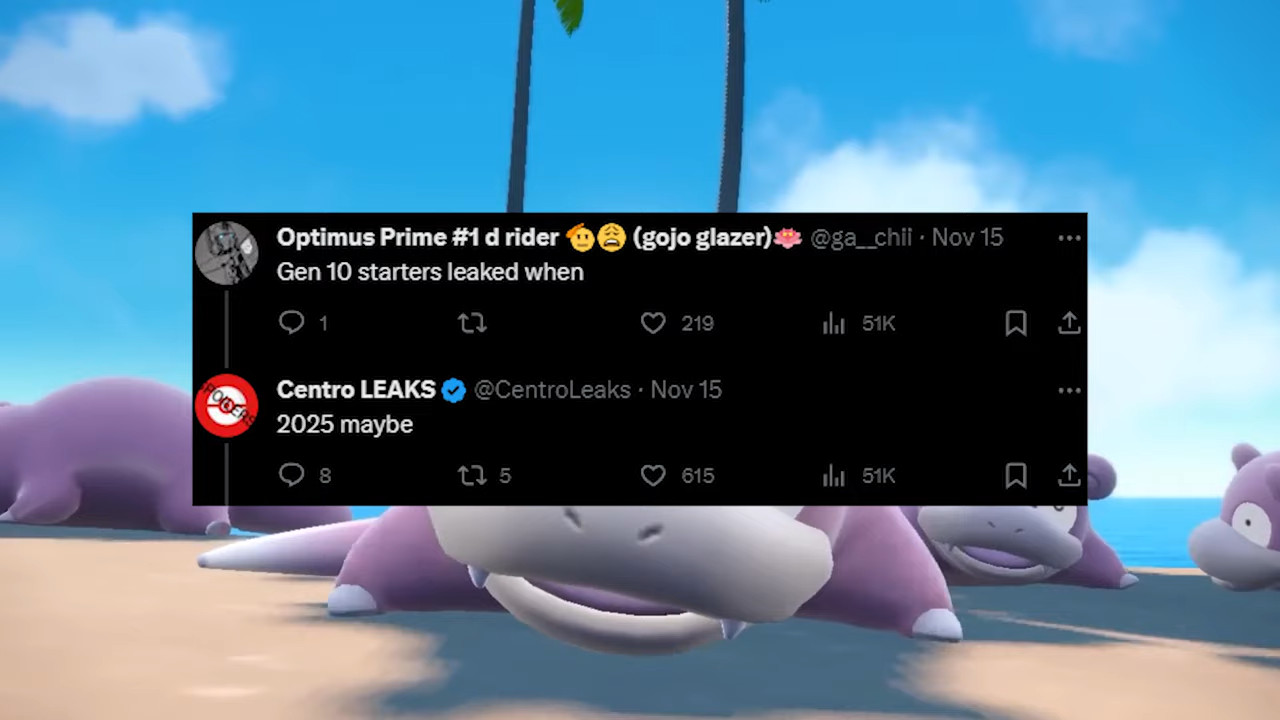 Optimus Prime #1 d rider 🫡😩 (gojo glazer)🪷 @ga__chii · Nov 15
Gen 10 starters leaked when
1 219 51K
Centro LEAKS @CentroLeaks · Nov 15
2025 maybe
8 5 615 51K